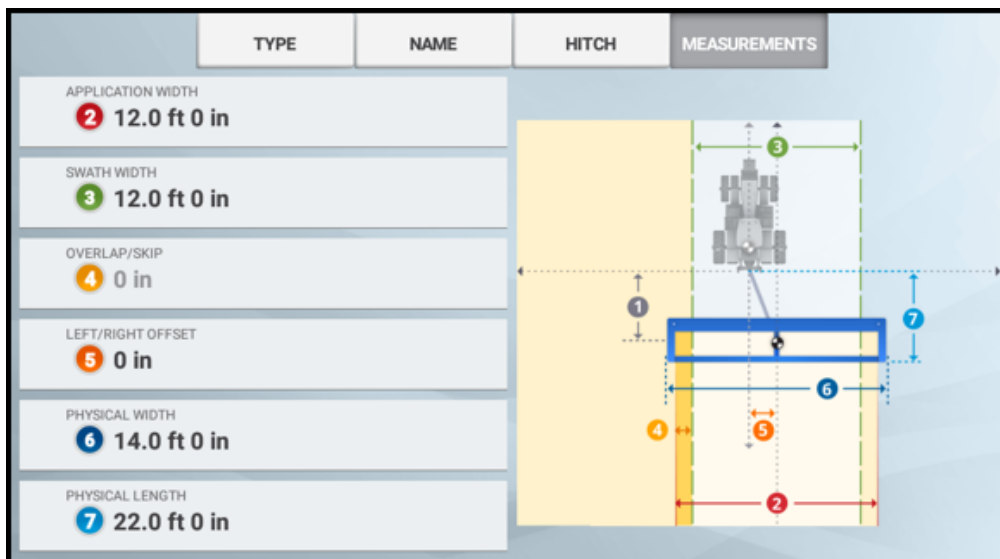 TYPE NAME HITCH MEASUREMENTS
APPLICATION WIDTH
2 12.0 ft 0 in
SWATH WIDTH
3 12.0 ft 0 in
OVERLAP/SKIP
4 0 in
LEFT/RIGHT OFFSET
5 0 in
PHYSICAL WIDTH
6 14.0 ft 0 in
PHYSICAL LENGTH
7 22.0 ft 0 in
3
1
7
6
4
5
2